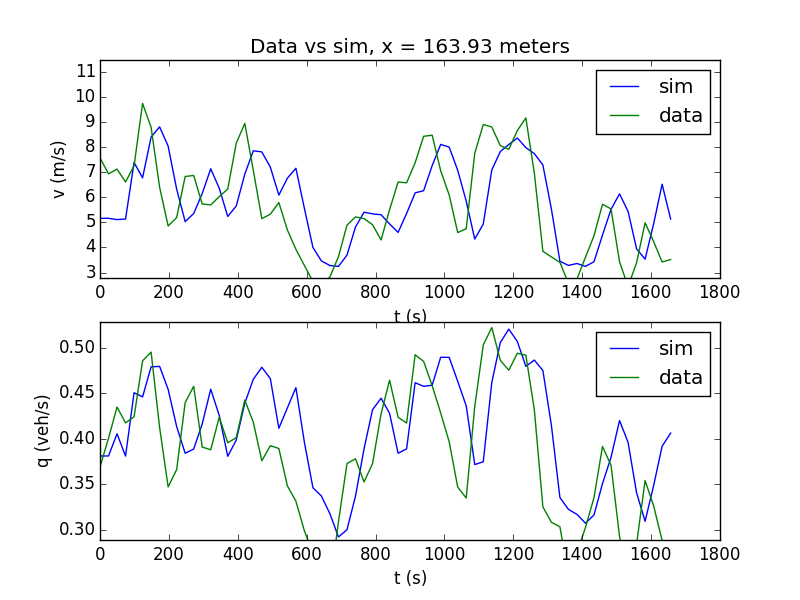 Data vs sim, x = 163.93 meters
v (m/s)
11
10
9
8
7
6
5
4
3
sim
data
0 200 400 600 800 1000 1200 1400 1600 1800
t (s)
q (veh/s)
0.50
0.45
0.40
0.35
0.30
sim
data
0 200 400 600 800 1000 1200 1400 1600 1800
t (s)